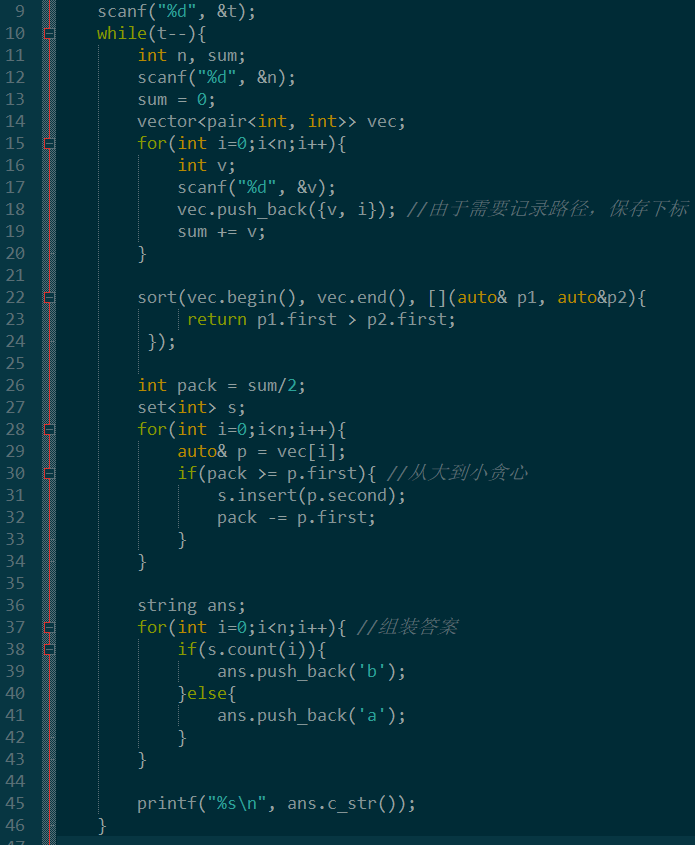 9 scanf("%d", &t);
10 while(t--){
11 int n, sum;
12 scanf("%d", &n);
13 sum = 0;
14 vector<pair<int, int>> vec;
15 for(int i=0;i<n;i++){
16 int v;
17 scanf("%d", &v);
18 vec.push_back({v, i}); //由于需要记录路径，保存下标
19 sum += v;
20 }
21
22 sort(vec.begin(), vec.end(), [](auto& p1, auto&p2){
23 return p1.first > p2.first;
24 });
25
26 int pack = sum/2;
27 set<int> s;
28 for(int i=0;i<n;i++){
29 auto& p = vec[i];
30 if(pack >= p.first){ //从大到小贪心
31 s.insert(p.second);
32 pack -= p.first;
33 }
34 }
35
36 string ans;
37 for(int i=0;i<n;i++){ //组装答案
38 if(s.count(i)){
39 ans.push_back('b');
40 }else{
41 ans.push_back('a');
42 }
43 }
44
45 printf("%s\n", ans.c_str());
46 }